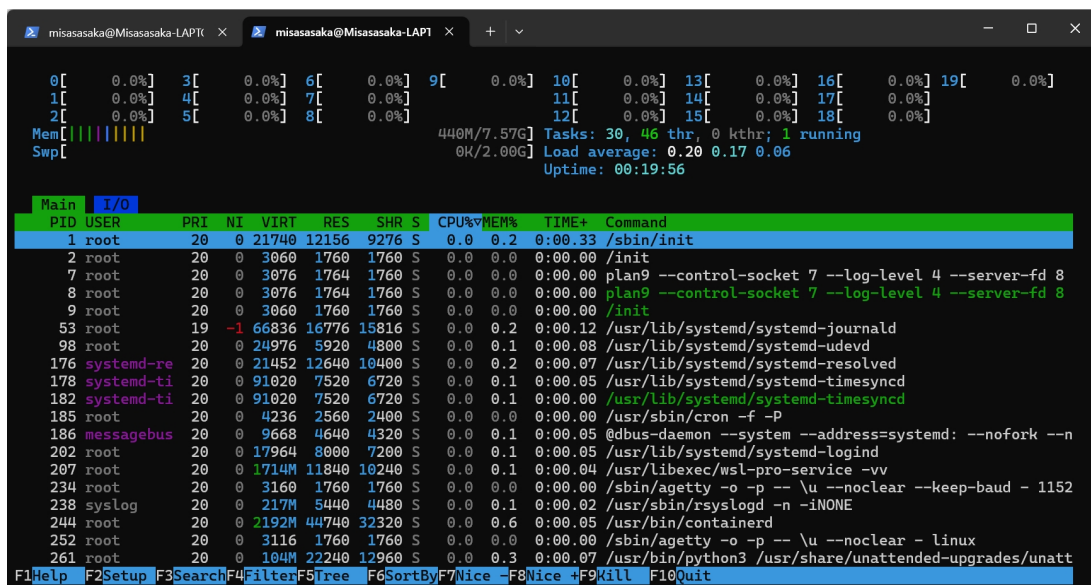 misasasaka@Misasasaka-LAPT( × misasasaka@Misasasaka-LAP1 × + 
0[ 0.0%] 3[ 0.0%] 6[ 0.0%] 9[ 0.0%] 10[ 0.0%] 13[ 0.0%] 16[ 0.0%] 19[ 0.0%]
1[ 0.0%] 4[ 0.0%] 7[ 0.0%] 11[ 0.0%] 14[ 0.0%] 17[ 0.0%]
2[ 0.0%] 5[ 0.0%] 8[ 0.0%] 12[ 0.0%] 15[ 0.0%] 18[ 0.0%]
Mem[||||||||| 440M/7.57G] Tasks: 30, 46 thr, 0 kthr; 1 running
Swp[ 0K/2.00G] Load average: 0.20 0.17 0.06
Uptime: 00:19:56
Main I/O
PID USER PRI NI VIRT RES SHR S CPU%▽MEM% TIME+ Command
1 root 20 0 21740 12156 9276 S 0.0 0.2 0:00.33 /sbin/init
2 root 20 0 3060 1760 1760 S 0.0 0.0 0:00.00 /init
7 root 20 0 3076 1764 1760 S 0.0 0.0 0:00.00 plan9 --control-socket 7 --log-level 4 --server-fd 8
8 root 20 0 3076 1764 1760 S 0.0 0.0 0:00.00 plan9 --control-socket 7 --log-level 4 --server-fd 8
9 root 20 0 3060 1760 1760 S 0.0 0.0 0:00.00 /init
53 root 19 -1 66836 16776 15816 S 0.0 0.2 0:00.12 /usr/lib/systemd/systemd-journald
98 root 20 0 24976 5920 4800 S 0.0 0.1 0:00.08 /usr/lib/systemd/systemd-udevd
176 systemd-re 20 0 21452 12640 10400 S 0.0 0.2 0:00.07 /usr/lib/systemd/systemd-resolved
178 systemd-ti 20 0 91020 7520 6720 S 0.0 0.1 0:00.05 /usr/lib/systemd/systemd-timesyncd
182 systemd-ti 20 0 91020 7520 6720 S 0.0 0.1 0:00.00 /usr/lib/systemd/systemd-timesyncd
185 root 20 0 4236 2560 2400 S 0.0 0.0 0:00.00 /usr/sbin/cron -f -P
186 messagebus 20 0 9668 4640 4320 S 0.0 0.1 0:00.05 @dbus-daemon --system --address=systemd: --nofork --n
202 root 20 0 17964 8000 7200 S 0.0 0.1 0:00.05 /usr/lib/systemd/systemd-logind
207 root 20 0 1714M 11840 10240 S 0.0 0.1 0:00.04 /usr/libexec/wsl-pro-service -vv
234 root 20 0 3160 1760 1760 S 0.0 0.0 0:00.00 /sbin/agetty -o -p -- \u --noclear --keep-baud - 1152
238 syslog 20 0 217M 5440 4480 S 0.0 0.1 0:00.02 /usr/sbin/rsyslogd -n -iNONE
244 root 20 0 2192M 44740 32320 S 0.0 0.6 0:00.05 /usr/bin/containerd
252 root 20 0 3116 1760 1760 S 0.0 0.0 0:00.00 /sbin/agetty -o -p -- \u --noclear - linux
261 root 20 0 104M 22240 12960 S 0.0 0.3 0:00.07 /usr/bin/python3 /usr/share/unattended-upgrades/unatt
F1Help F2Setup F3SearchF4FilterF5Tree F6SortByF7Nice -F8Nice +F9Kill F10Quit